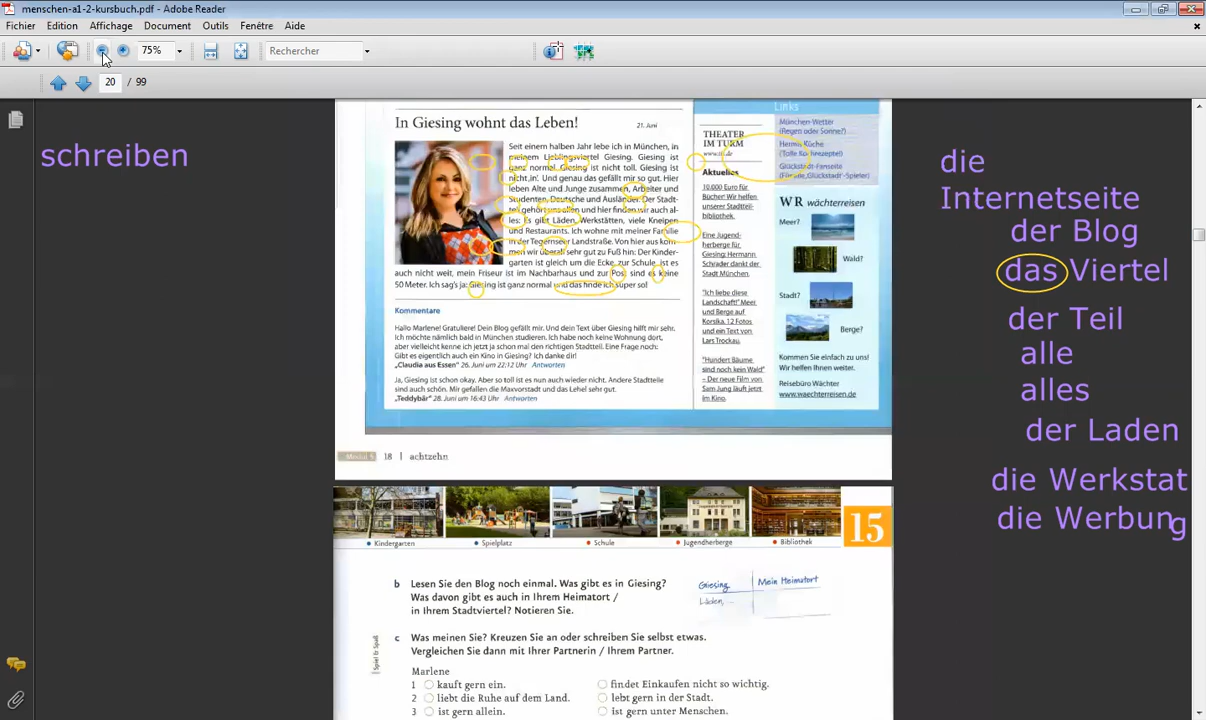 menschen-a1-2-kursbuch.pdf - Adobe Reader
Fichier Edition Affichage Document Outils Fenêtre Aide
75% Rechercher
20 / 99
schreiben
In Giesing wohnt das Leben!
21. Juni
Seit einem halben Jahr lebe ich in München, in
meinem Lieblingsviertel Giesing. Giesing ist
ganz normal. Giesing ist nicht toll. Giesing ist
nicht ‚in'. Und genau das gefällt mir so gut. Hier
leben Alte und Junge zusammen, Arbeiter und
Studenten, Deutsche und Ausländer. Der Stadt-
teil gehört uns allen und hier finden wir auch al-
les: Es gibt Läden, Werkstätten, viele Kneipen
und Restaurants. Ich wohne mit meiner Familie
in der Tegernseer Landstraße. Von hier aus kom-
men wir überall sehr gut zu Fuß hin: Der Kinder-
garten ist gleich um die Ecke, zur Schule ist es
auch nicht weit, mein Friseur ist im Nachbarhaus und zur Post sind es keine
50 Meter. Ich sag's ja: Giesing ist ganz normal und das finde ich super so!
Kommentare
Hallo Marlene! Gratuliere! Dein Blog gefällt mir. Und dein Text über Giesing hilft mir sehr.
Ich möchte nämlich bald in München studieren. Ich habe noch keine Wohnung dort,
aber vielleicht kenne ich jetzt ja schon mal den richtigen Stadtteil. Eine Frage noch:
Gibt es eigentlich auch ein Kino in Giesing? Ich danke dir!
„Claudia aus Essen" 26. Juni um 22:12 Uhr Antworten
Ja, Giesing ist schon okay. Aber so toll ist es nun auch wieder nicht. Andere Stadtteile
sind auch schön. Mir gefallen die Maxvorstadt und das Lehel sehr gut.
„Teddybär" 28. Juni um 16:43 Uhr Antworten
THEATER
IM TURM
Aktuelles
10.000 Euro für
Bücher! Wir helfen
unserer Stadtteil-
bibliothek.
Eine Jugend-
herberge für
Giesing: Hermann
Schrader dankt der
Stadt München.
"Ich liebe diese
Landschaft!" Meer
und Berge auf
Korsika. 12 Fotos
und ein Text von
Lars Trockau.
"Hundert Bäume
sind noch kein Wald"
– Der neue Film von
Sam Jung läuft jetzt
im Kino.
Links
München-Wetter
(Regen oder Sonne?)
Hermis Küche
(Tolle Kochrezepte!)
Glückstadt-Fanseite
(Für alle ‚Glückstadt'-Spieler)
WR wächterreisen
Meer?
Wald?
Stadt?
Berge?
Kommen Sie einfach zu uns!
Wir helfen Ihnen weiter.
Reisebüro Wächter
www.waechterreisen.de
Modul 5 18 | achtzehn
Kindergarten Spielplatz Schule Jugendherberge Bibliothek
15
b Lesen Sie den Blog noch einmal. Was gibt es in Giesing?
Was davon gibt es auch in Ihrem Heimatort /
in Ihrem Stadtviertel? Notieren Sie.
Giesing Mein Heimatort
Läden, ...
Spiel & Spaß
c Was meinen Sie? Kreuzen Sie an oder schreiben Sie selbst etwas.
Vergleichen Sie dann mit Ihrer Partnerin / Ihrem Partner.
Marlene
1 kauft gern ein. findet Einkaufen nicht so wichtig.
2 liebt die Ruhe auf dem Land. lebt gern in der Stadt.
3 ist gern allein. ist gern unter Menschen.
die
Internetseite
der Blog
das Viertel
der Teil
alle
alles
der Laden
die Werkstat
die Werbung